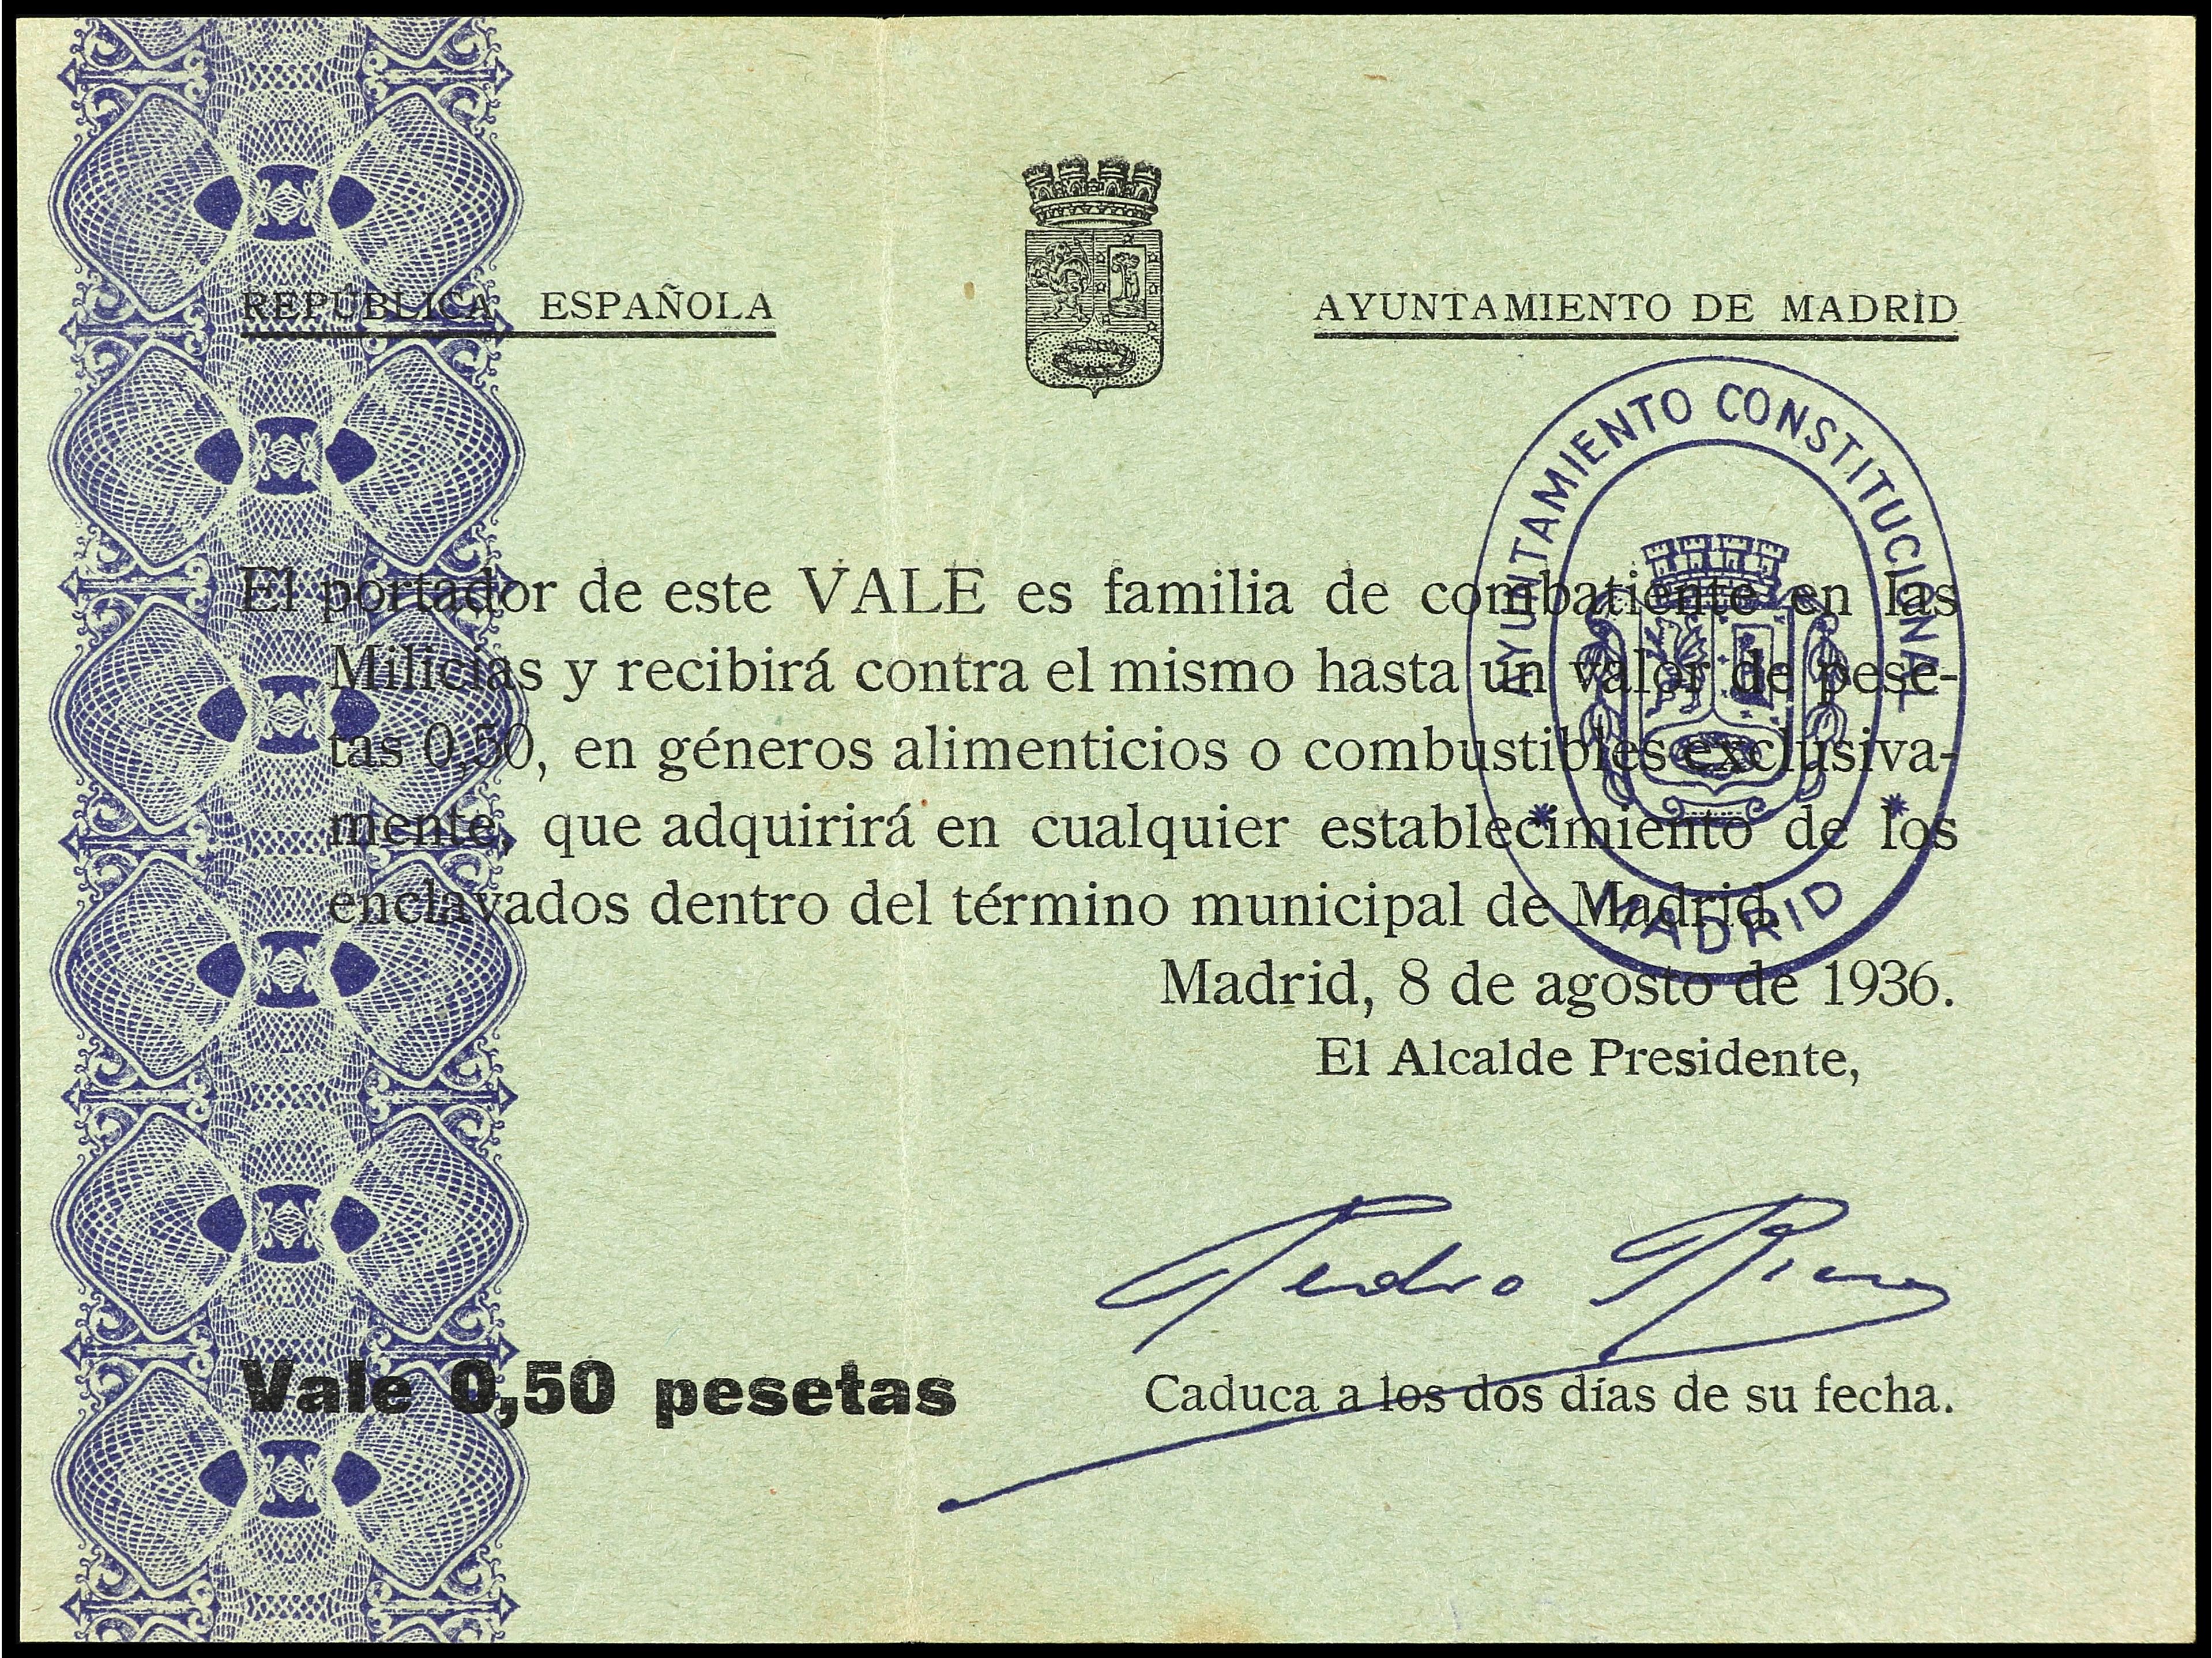 REPÚBLICA ESPAÑOLA
AYUNTAMIENTO DE MADRID
AYUNTAMIENTO CONSTITUCIONAL
* MADRID *
El portador de este VALE es familia de combatiente en las
Milicias y recibirá contra el mismo hasta un valor de pese-
tas 0,50, en géneros alimenticios o combustibles exclusiva-
mente, que adquirirá en cualquier establecimiento de los
enclavados dentro del término municipal de Madrid.
Madrid, 8 de agosto de 1936.
El Alcalde Presidente,
Pedro Rico
Vale 0,50 pesetas
Caduca a los dos días de su fecha.